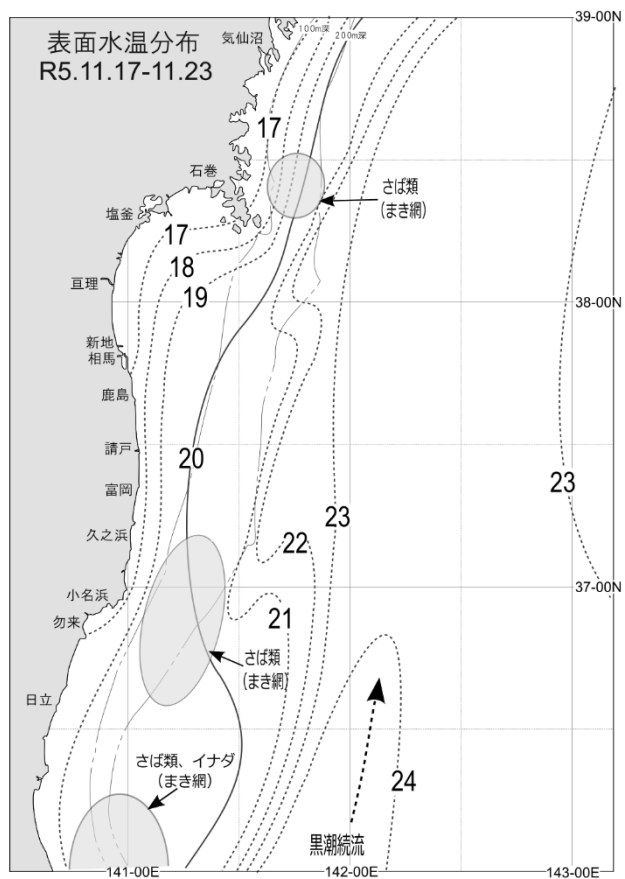 表面水温分布
R5.11.17-11.23
39-00N
気仙沼
100m深
200m深
17
石巻
さば類
(まき網)
塩釜
17
18
亘理
19
38-00N
新地
相馬
鹿島
請戸
20
富岡
23
23
久之浜
22
37-00N
小名浜
21
勿来
さば類
(まき網)
日立
さば類、イナダ
(まき網)
24
黒潮続流
141-00E
142-00E
143-00E